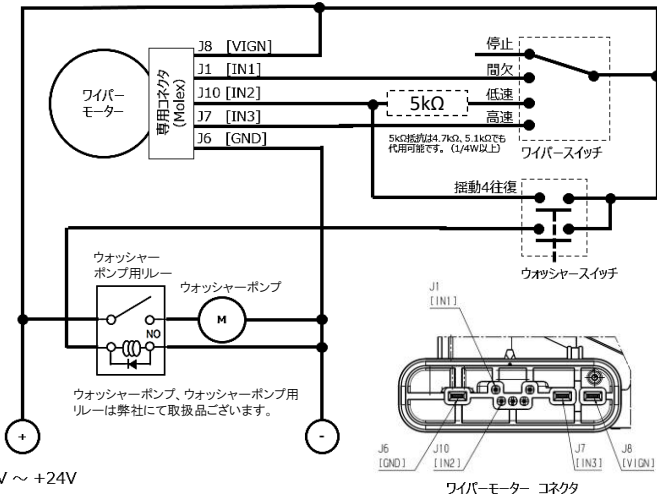 J8 [VIGN]
J1 [IN1]
J10 [IN2]
J7 [IN3]
J6 [GND]
ワイパー
モーター
専用コネクタ
(Molex)
停止
間欠
低速
高速
5kΩ
5kΩ抵抗は4.7kΩ、5.1kΩでも
代用可能です。（1/4W以上）
ワイパースイッチ
揺動4往復
ウォッシャースイッチ
ウォッシャー
ポンプ用リレー
ウォッシャーポンプ
M
NO
ウォッシャーポンプ、ウォッシャーポンプ用
リレーは弊社にて取扱品ございます。
+
-
V ～ +24V
J1
[IN1]
J6
[GND]
J10
[IN2]
J7
[IN3]
J8
[VIGN]
ワイパーモーター コネクタ